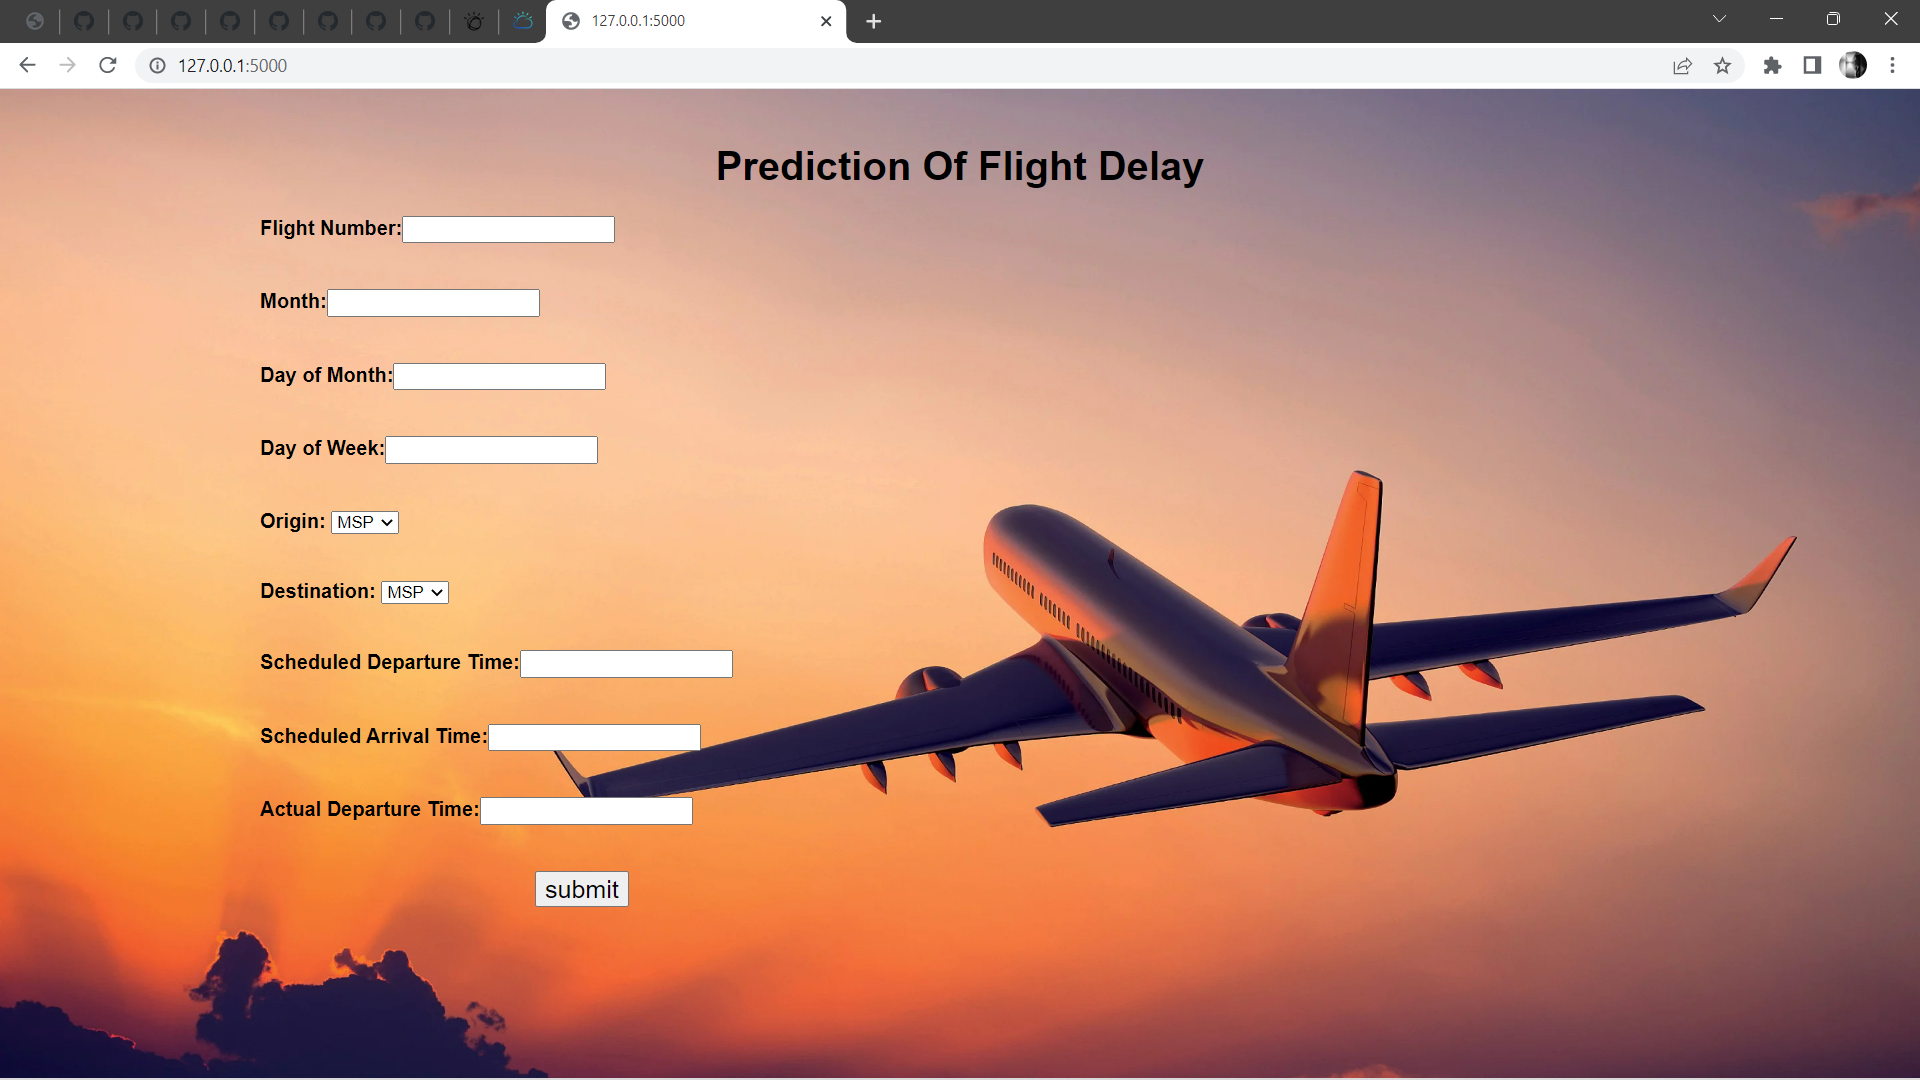 127.0.0.1:5000
127.0.0.1:5000
Prediction Of Flight Delay
Flight Number:
Month:
Day of Month:
Day of Week:
Origin: MSP
Destination: MSP
Scheduled Departure Time:
Scheduled Arrival Time:
Actual Departure Time:
submit